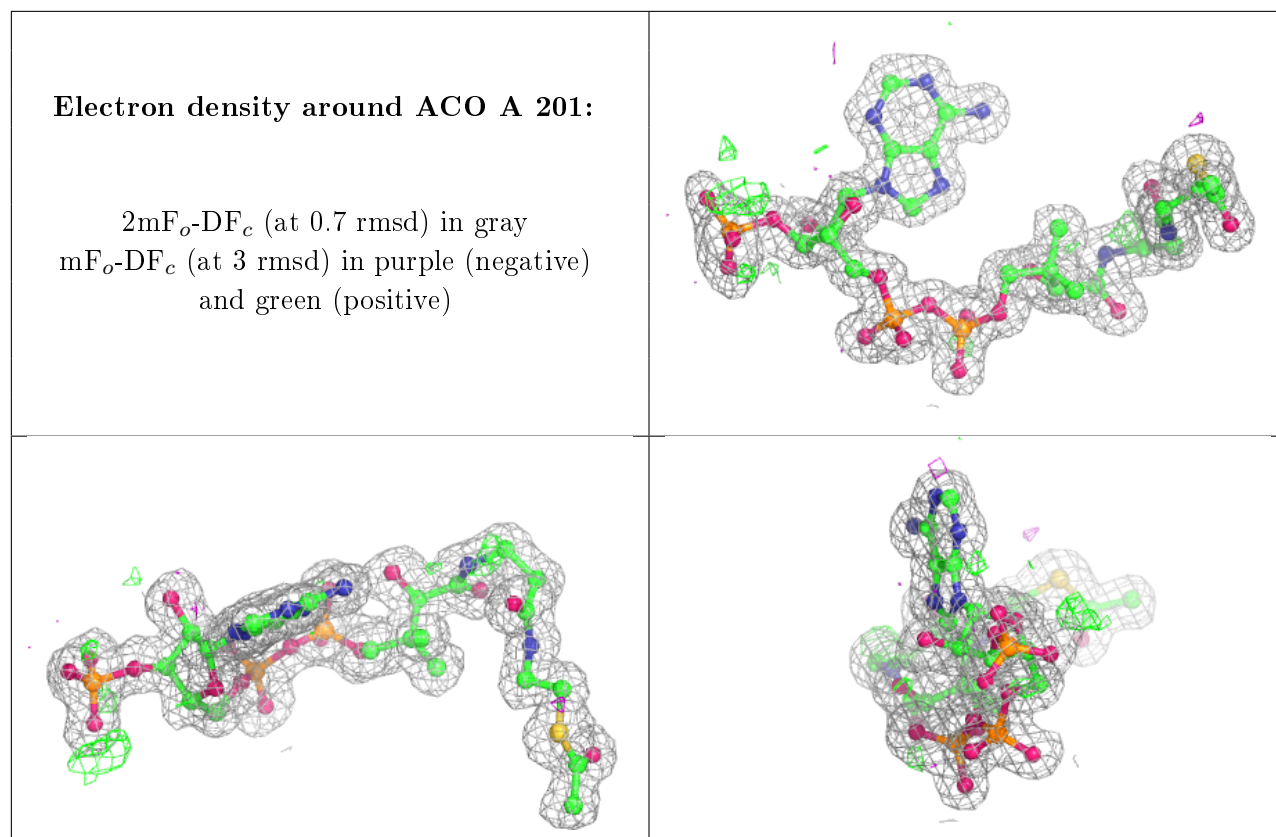 Electron density around ACO A 201:
2mFo-DFc (at 0.7 rmsd) in gray
mFo-DFc (at 3 rmsd) in purple (negative)
and green (positive)